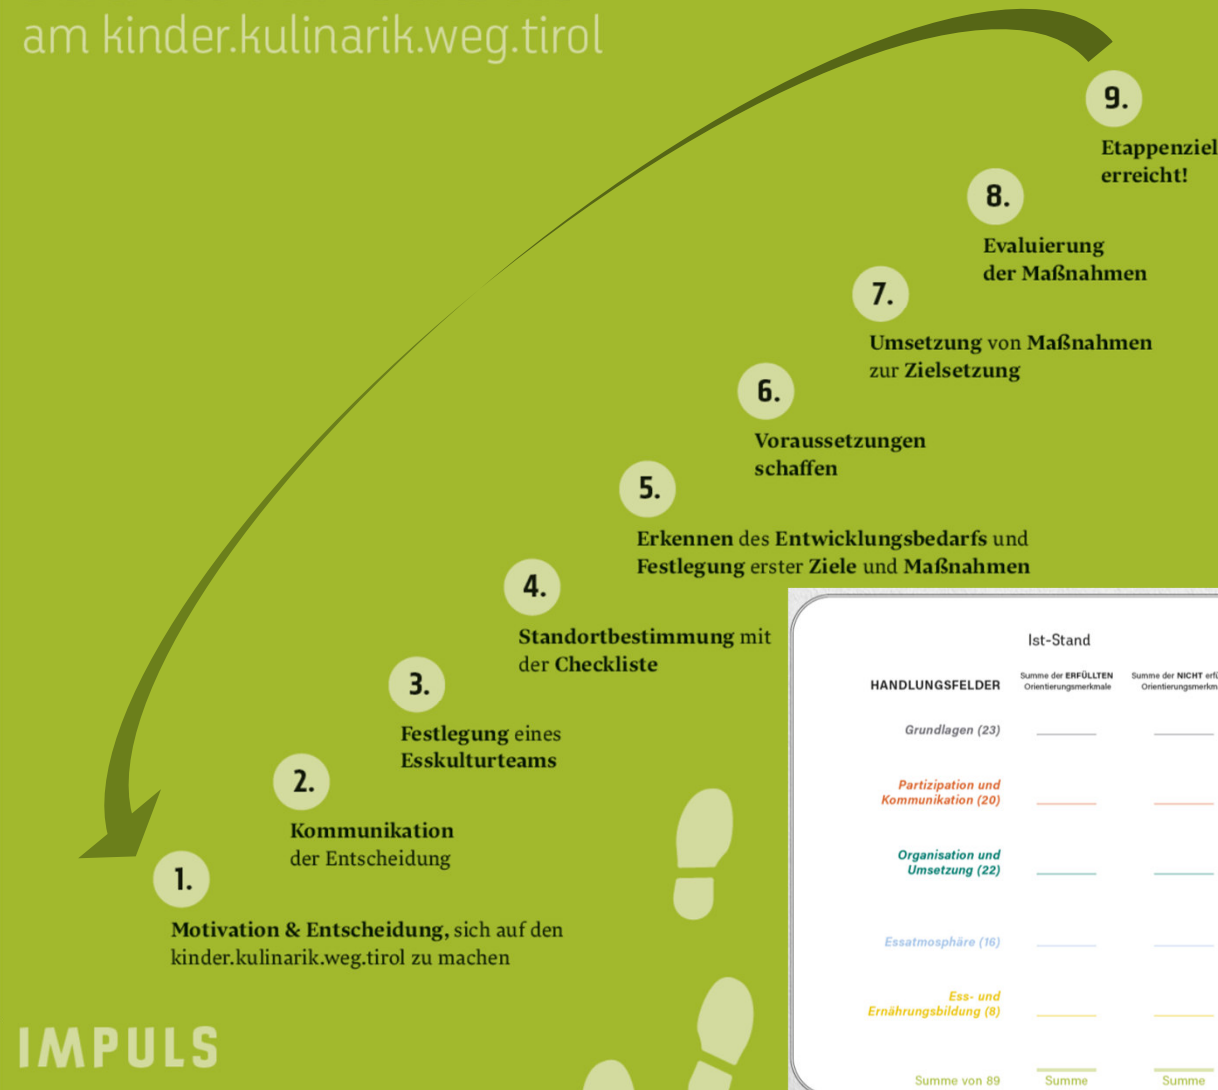 am kinder.kulinarik.weg.tirol
9.
Etappenziel
erreicht!
8.
Evaluierung
der Maßnahmen
7.
Umsetzung von Maßnahmen
zur Zielsetzung
6.
Voraussetzungen
schaffen
5.
Erkennen des Entwicklungsbedarfs und
Festlegung erster Ziele und Maßnahmen
4.
Standortbestimmung mit
der Checkliste
3.
Festlegung eines
Esskulturteams
2.
Kommunikation
der Entscheidung
1.
Motivation & Entscheidung, sich auf den
kinder.kulinarik.weg.tirol zu machen
IMPULS
Ist-Stand
HANDLUNGSFELDER
Summe der ERFÜLLTEN
Orientierungsmerkmale
Summe der NICHT
Grundlagen (23)
Partizipation und
Kommunikation (20)
Organisation und
Umsetzung (22)
Essatmosphäre (16)
Ess- und
Ernährungsbildung (8)
Summe von 89
Summe
Summe